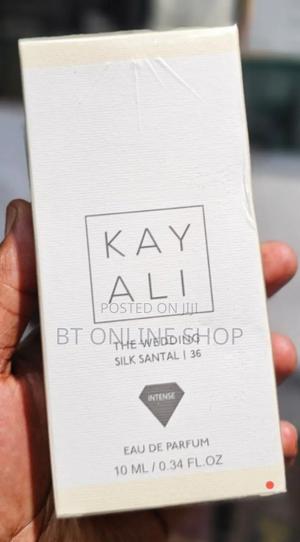 KAY
ALI
POSTED ON JIJI
BT ONLINE SHOP
THE WEDDING
SILK SANTAL | 36
INTENSE
EAU DE PARFUM
10 ML / 0.34 FL.OZ